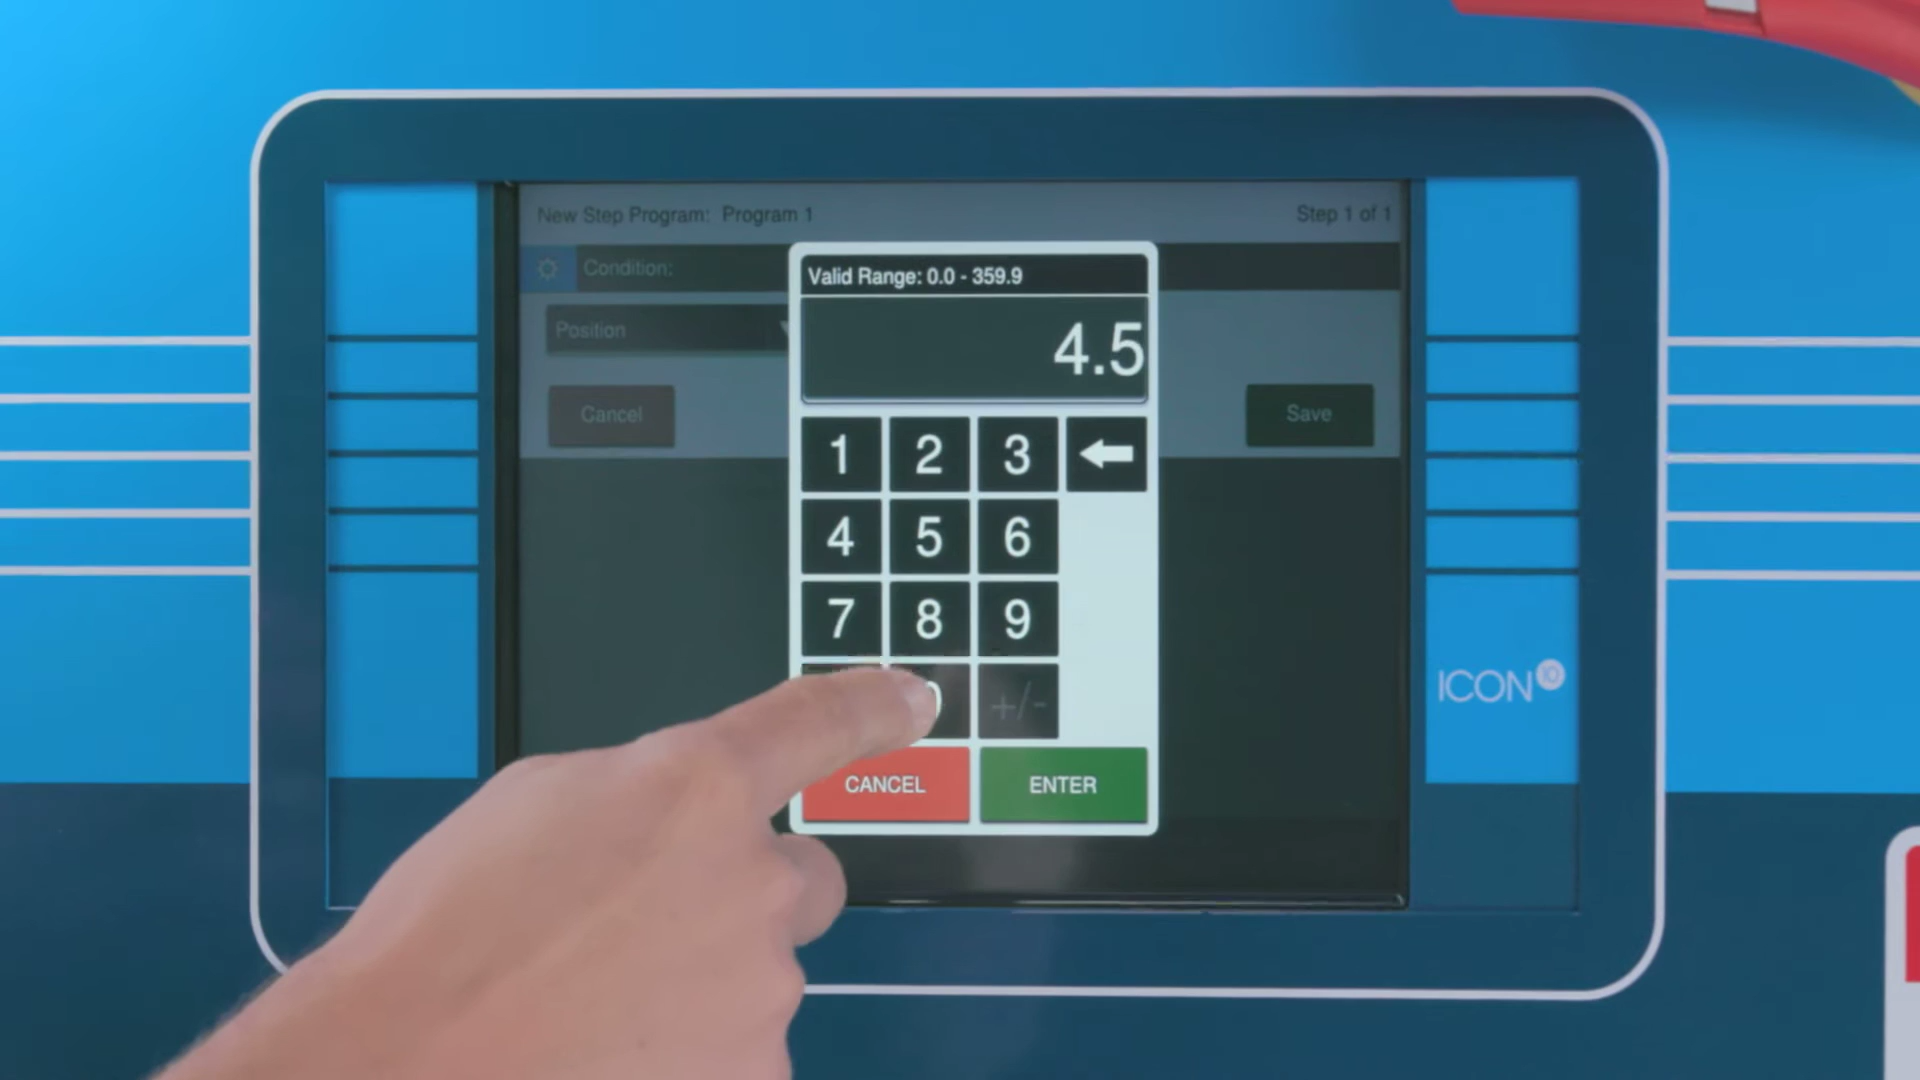 New Step Program: Program 1
Step 1 of 1
Condition:
Valid Range: 0.0 - 359.9
Position
4.5
Cancel
Save
1 2 3
4 5 6
7 8 9
+/-
CANCEL ENTER
ICON10